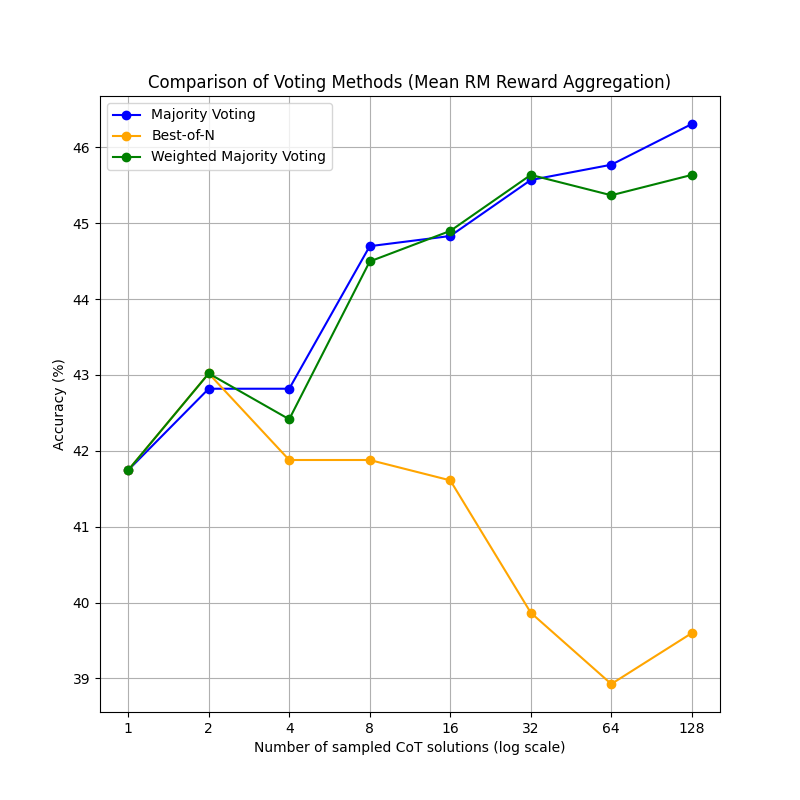 Comparison of Voting Methods (Mean RM Reward Aggregation)
Majority Voting
Best-of-N
Weighted Majority Voting
Accuracy (%)
46
45
44
43
42
41
40
39
1 2 4 8 16 32 64 128
Number of sampled CoT solutions (log scale)